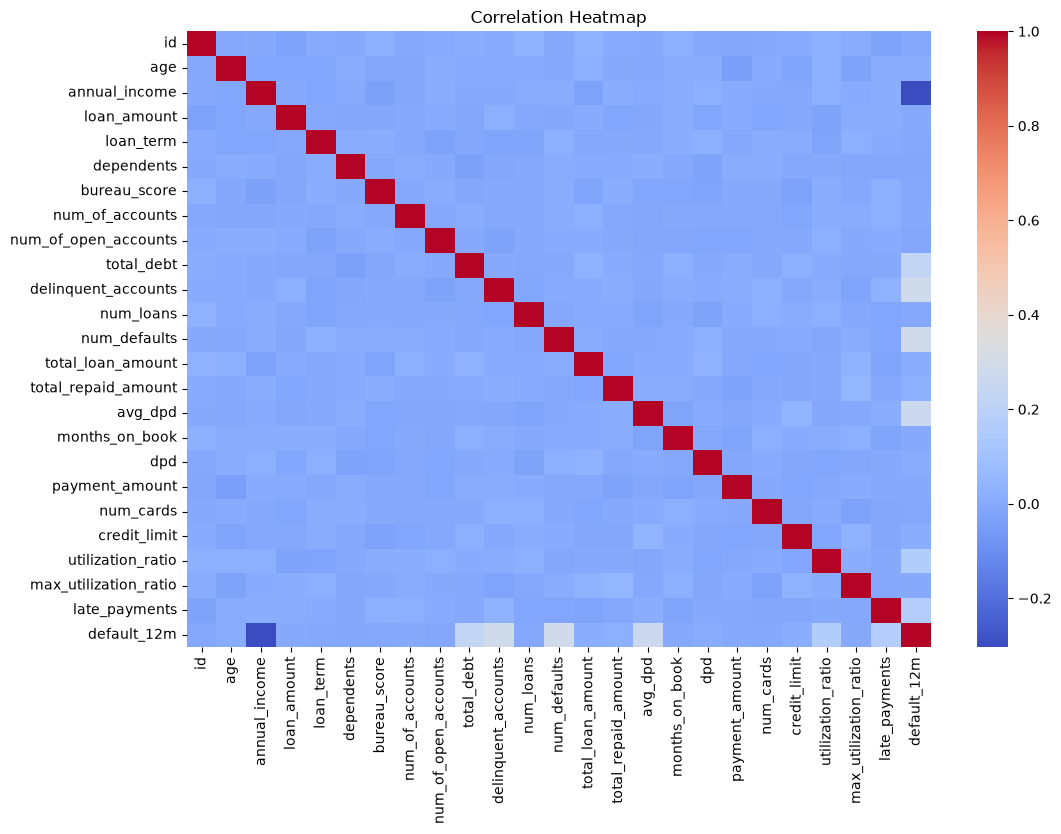 Correlation Heatmap
id
age
annual_income
loan_amount
loan_term
dependents
bureau_score
num_of_accounts
num_of_open_accounts
total_debt
delinquent_accounts
num_loans
num_defaults
total_loan_amount
total_repaid_amount
avg_dpd
months_on_book
dpd
payment_amount
num_cards
credit_limit
utilization_ratio
max_utilization_ratio
late_payments
default_12m
id
age
annual_income
loan_amount
loan_term
dependents
bureau_score
num_of_accounts
num_of_open_accounts
total_debt
delinquent_accounts
num_loans
num_defaults
total_loan_amount
total_repaid_amount
avg_dpd
months_on_book
dpd
payment_amount
num_cards
credit_limit
utilization_ratio
max_utilization_ratio
late_payments
default_12m
1.0
0.8
0.6
0.4
0.2
0.0
−0.2